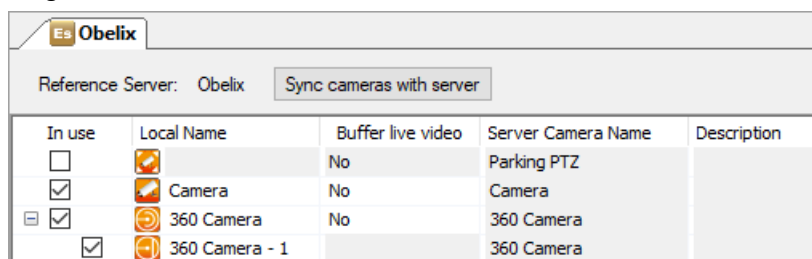 Es Obelix
Reference Server: Obelix Sync cameras with server
In use Local Name Buffer live video Server Camera Name Description
No Parking PTZ
Camera No Camera
360 Camera No 360 Camera
360 Camera - 1 360 Camera